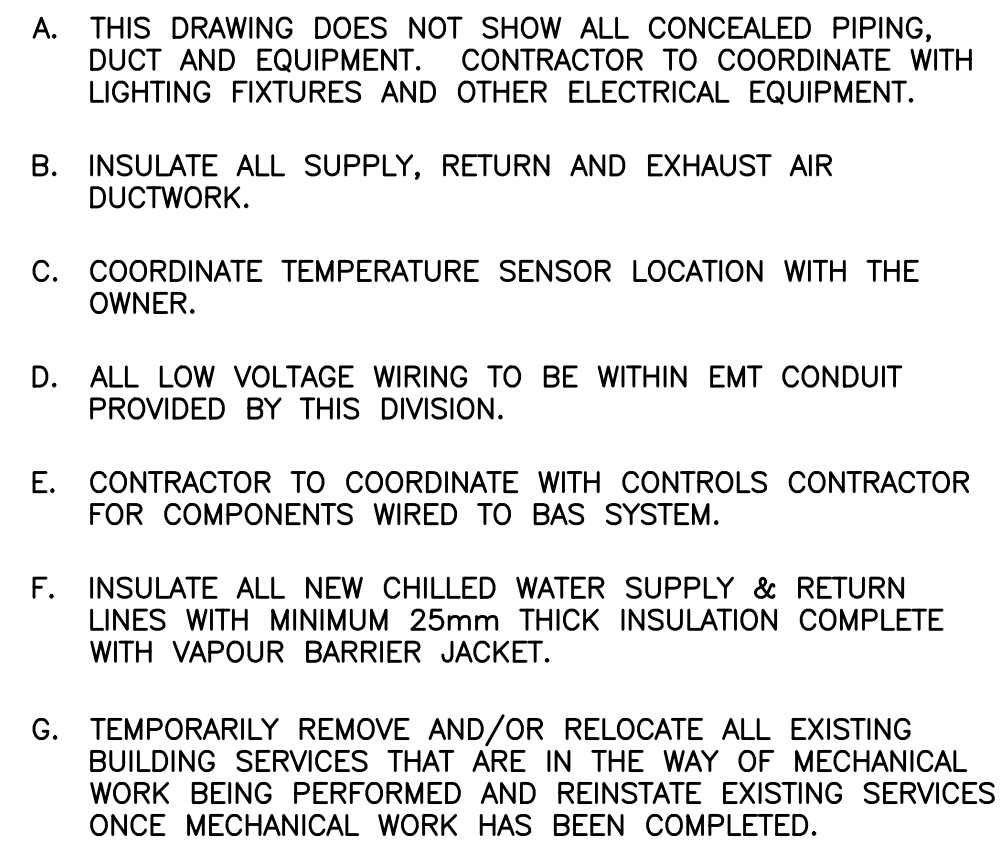 A. THIS DRAWING DOES NOT SHOW ALL CONCEALED PIPING,
DUCT AND EQUIPMENT. CONTRACTOR TO COORDINATE WITH
LIGHTING FIXTURES AND OTHER ELECTRICAL EQUIPMENT.
B. INSULATE ALL SUPPLY, RETURN AND EXHAUST AIR
DUCTWORK.
C. COORDINATE TEMPERATURE SENSOR LOCATION WITH THE
OWNER.
D. ALL LOW VOLTAGE WIRING TO BE WITHIN EMT CONDUIT
PROVIDED BY THIS DIVISION.
E. CONTRACTOR TO COORDINATE WITH CONTROLS CONTRACTOR
FOR COMPONENTS WIRED TO BAS SYSTEM.
F. INSULATE ALL NEW CHILLED WATER SUPPLY & RETURN
LINES WITH MINIMUM 25mm THICK INSULATION COMPLETE
WITH VAPOUR BARRIER JACKET.
G. TEMPORARILY REMOVE AND/OR RELOCATE ALL EXISTING
BUILDING SERVICES THAT ARE IN THE WAY OF MECHANICAL
WORK BEING PERFORMED AND REINSTATE EXISTING SERVICES
ONCE MECHANICAL WORK HAS BEEN COMPLETED.